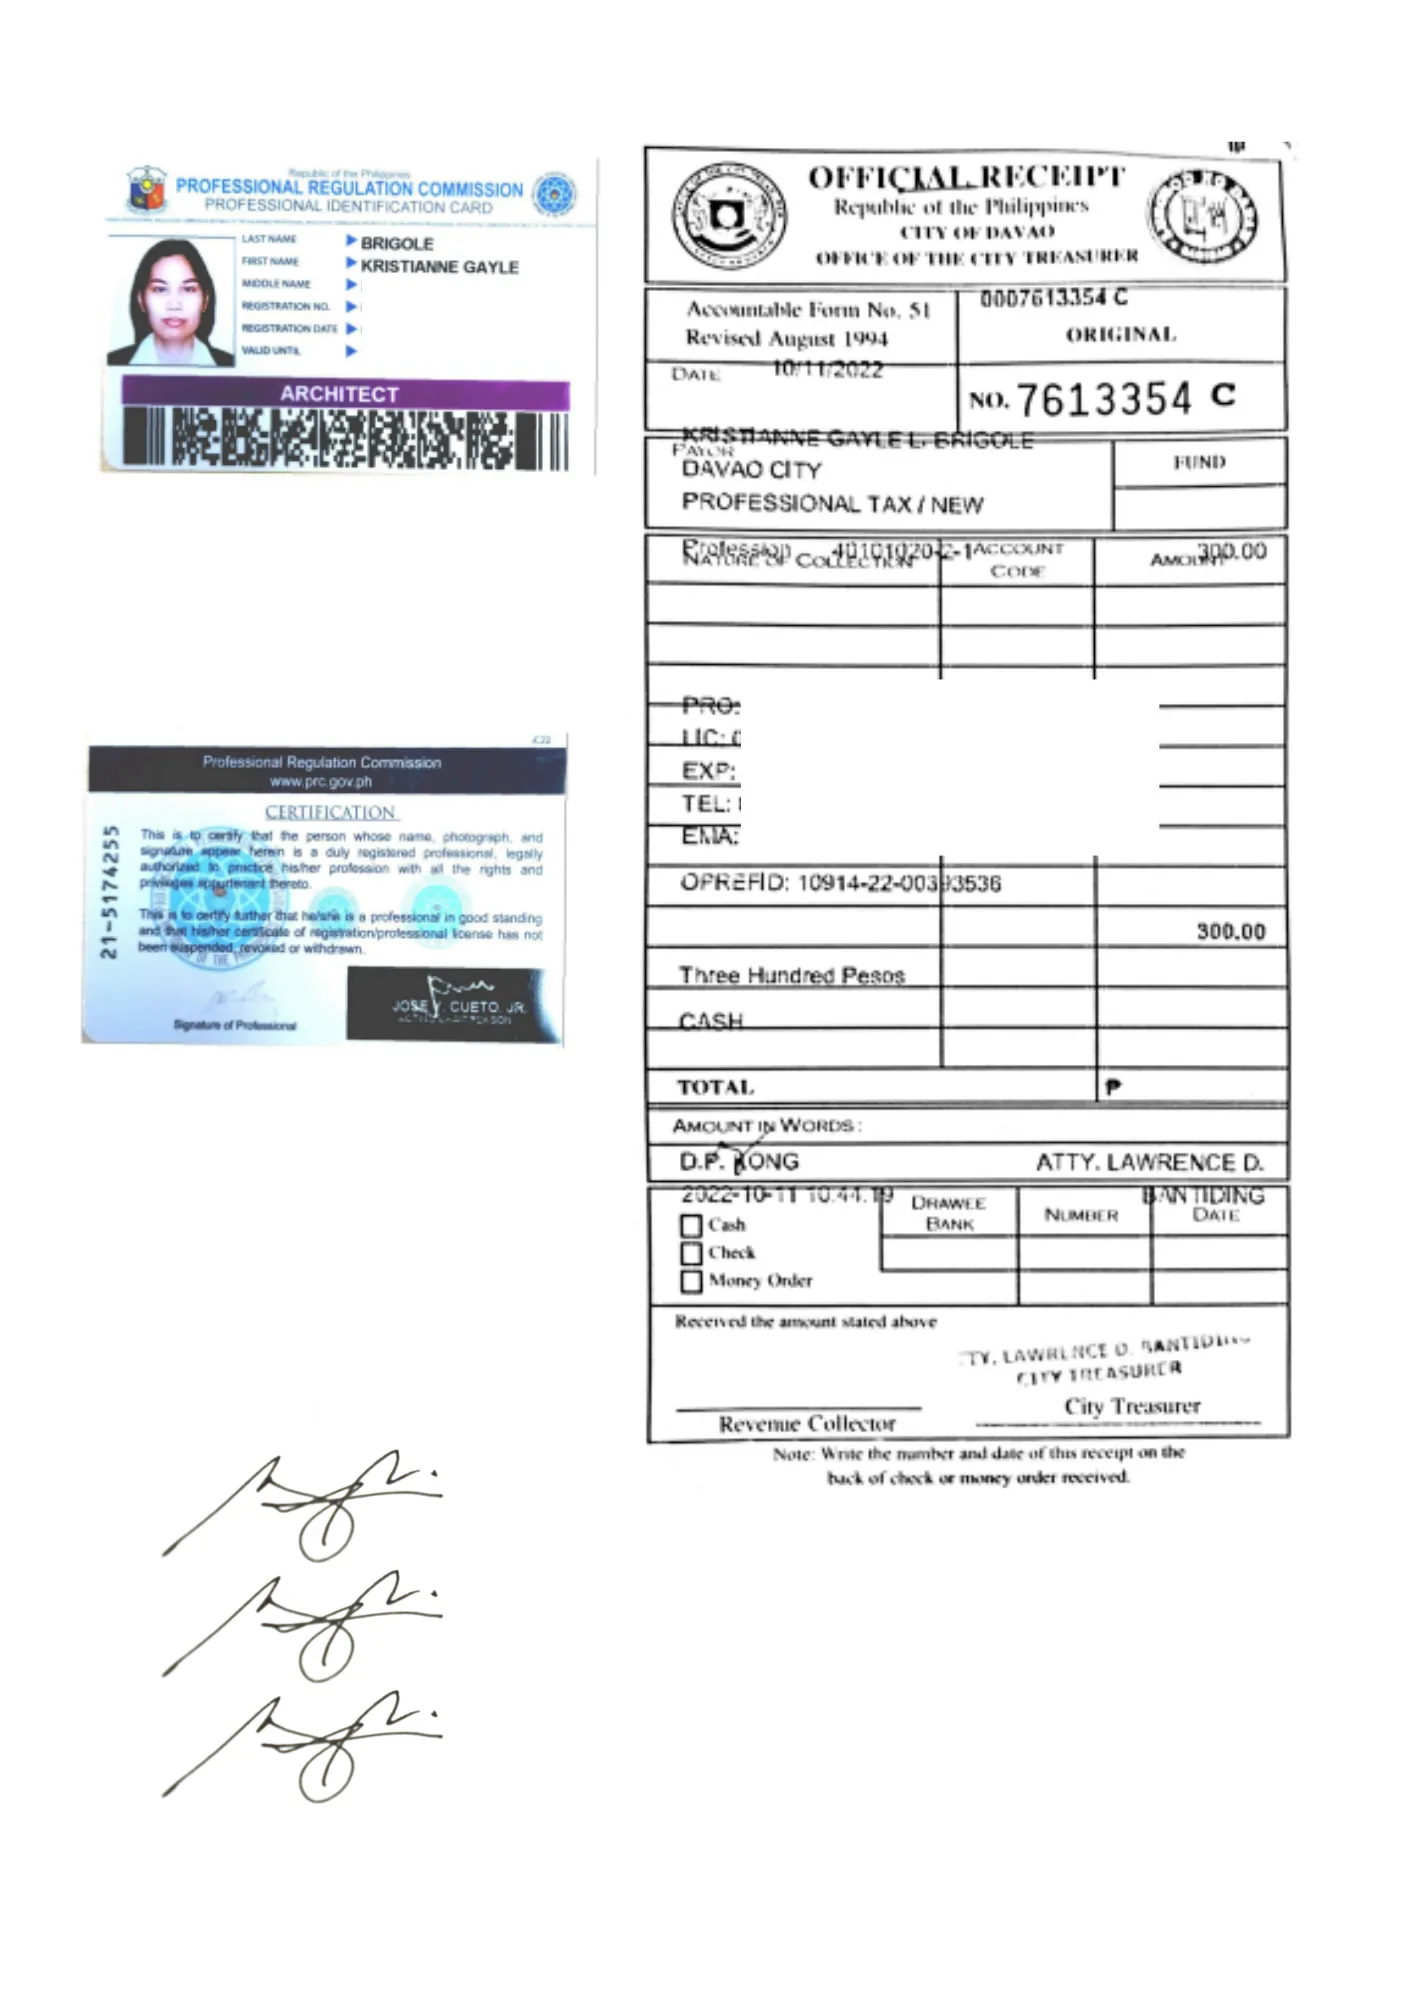 Republic of the Philippines
PROFESSIONAL REGULATION COMMISSION
PROFESSIONAL IDENTIFICATION CARD
LAST NAME BRIGOLE
FIRST NAME KRISTIANNE GAYLE
MIDDLE NAME
REGISTRATION NO.
REGISTRATION DATE
VALID UNTIL
ARCHITECT
Professional Regulation Commission
www.prc.gov.ph
CERTIFICATION
This is to certify that the person whose name, photograph, and
signature appear herein is a duly registered professional, legally
authorized to practice his/her profession with all the rights and
privileges appurtenant thereto.
This is to certify further that he/she is a professional in good standing
and that his/her certificate of registration/professional license has not
been suspended, revoked or withdrawn.
21-5174255
Signature of Professional
JOSE Y. CUETO, JR.
ACTING CHAIRPERSON
OFFICIAL RECEIPT
Republic of the Philippines
CITY OF DAVAO
OFFICE OF THE CITY TREASURER
Accountable Form No. 51
Revised August 1994
0007613354 C
ORIGINAL
DATE 10/11/2022
NO. 7613354 C
KRISTIANNE GAYLE L. BRIGOLE
PAYOR
DAVAO CITY
PROFESSIONAL TAX / NEW
FUND
Profession 40101020-2-1 300.00
NATURE OF COLLECTION ACCOUNT CODE AMOUNT
PRO:
LIC:
EXP:
TEL:
EMA:
OPREFID: 10914-22-00393536
300.00
Three Hundred Pesos
CASH
TOTAL ₱
AMOUNT IN WORDS:
D.P. KONG ATTY. LAWRENCE D.
2022-10-11 10:44:19 BANTIDING
Cash
Check
Money Order
DRAWEE BANK NUMBER DATE
Received the amount stated above
LAWRENCE D. BANTIDING
CITY TREASURER
City Treasurer
Revenue Collector
Note: Write the number and date of this receipt on the
back of check or money order received.